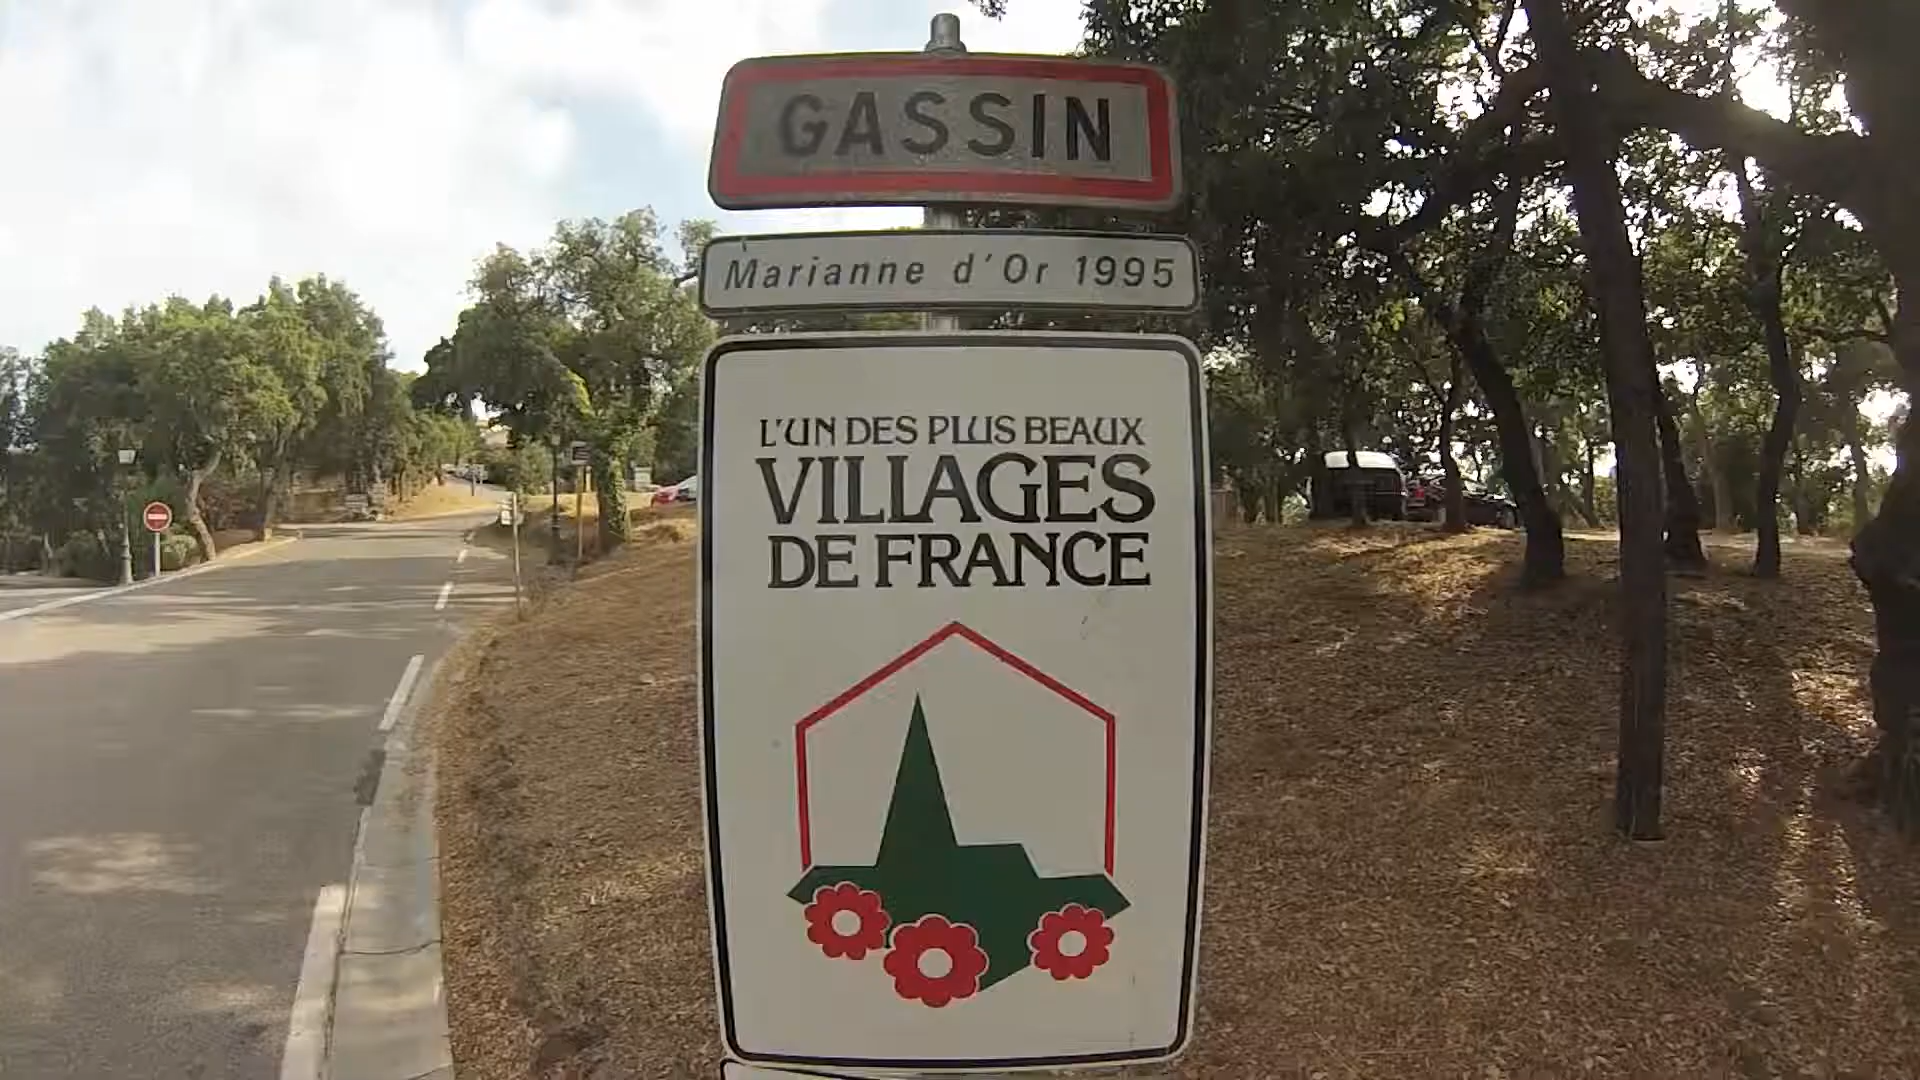 GASSIN
Marianne d'Or 1995
L'UN DES PLUS BEAUX
VILLAGES
DE FRANCE